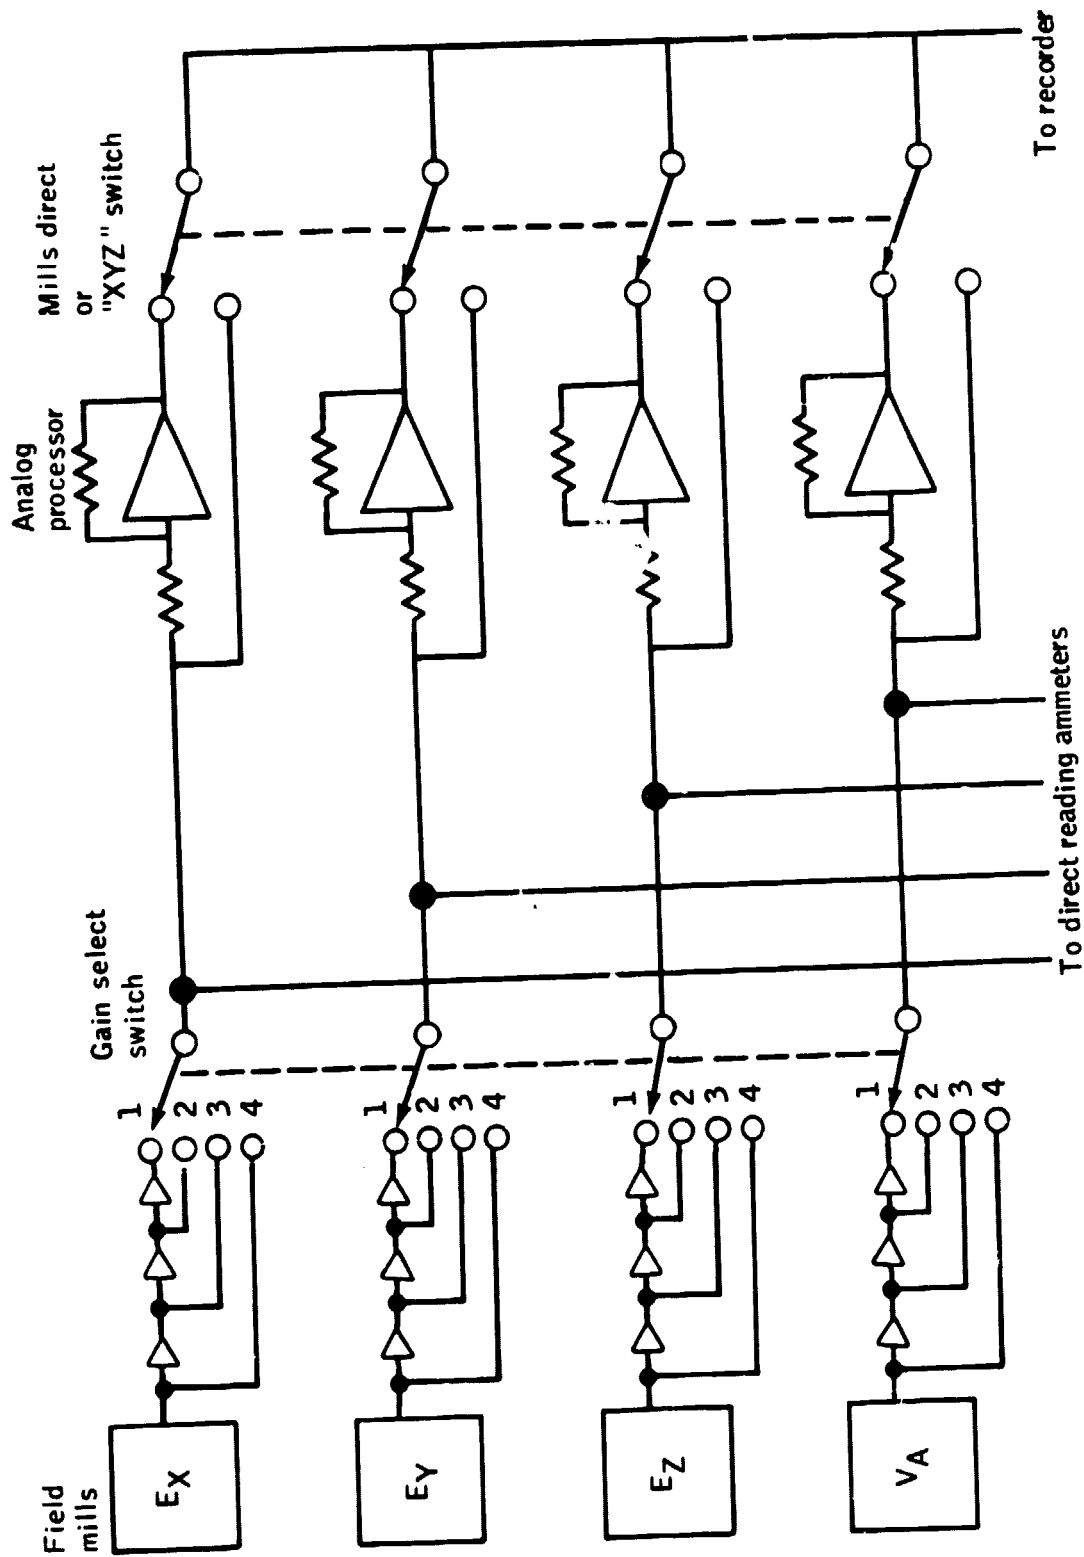 Field
mills
Gain select
switch
Analog
processor
Mills direct
or
"XYZ" switch
EX
1
2
3
4
EY
1
2
3
4
EZ
1
2
3
4
VA
1
2
3
4
To direct reading ammeters
To recorder